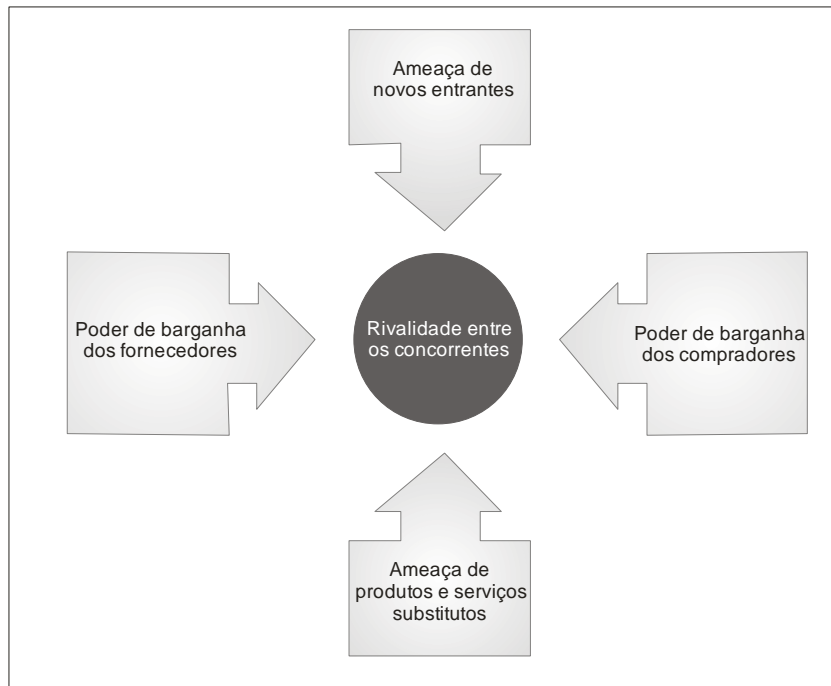 Ameaça de
novos entrantes
Poder de barganha
dos fornecedores
Rivalidade entre
os concorrentes
Poder de barganha
dos compradores
Ameaça de
produtos e serviços
substitutos